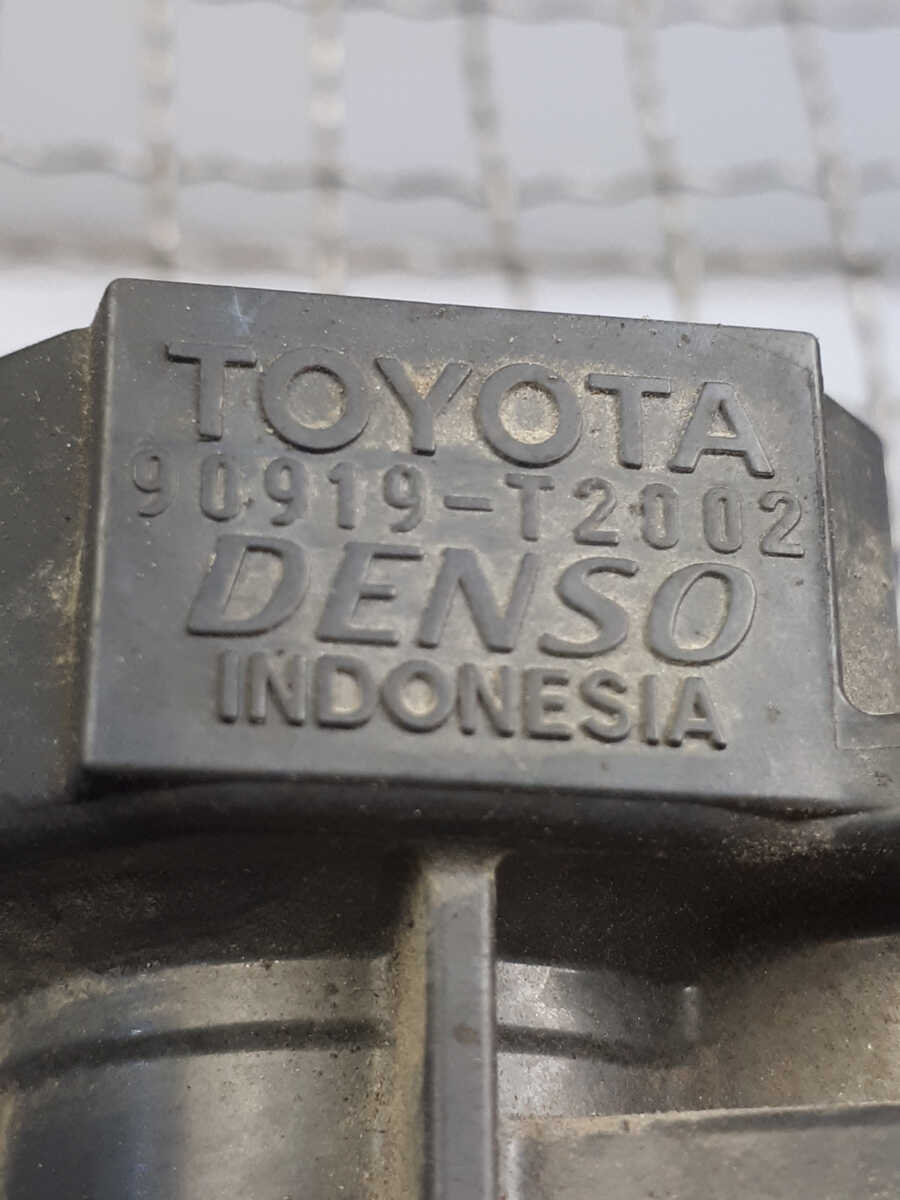 TOYOTA
90919-T2002
DENSO
INDONESIA